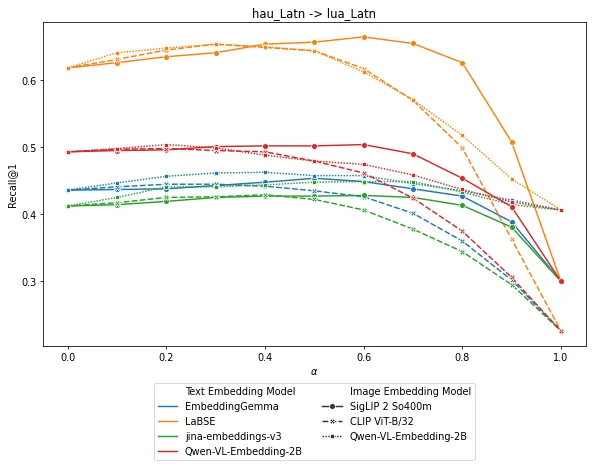 hau_Latn -> lua_Latn
Recall@1
0.6
0.5
0.4
0.3
0.0 0.2 0.4 0.6 0.8 1.0
α
Text Embedding Model Image Embedding Model
EmbeddingGemma SigLIP 2 So400m
LaBSE CLIP ViT-B/32
jina-embeddings-v3 Qwen-VL-Embedding-2B
Qwen-VL-Embedding-2B